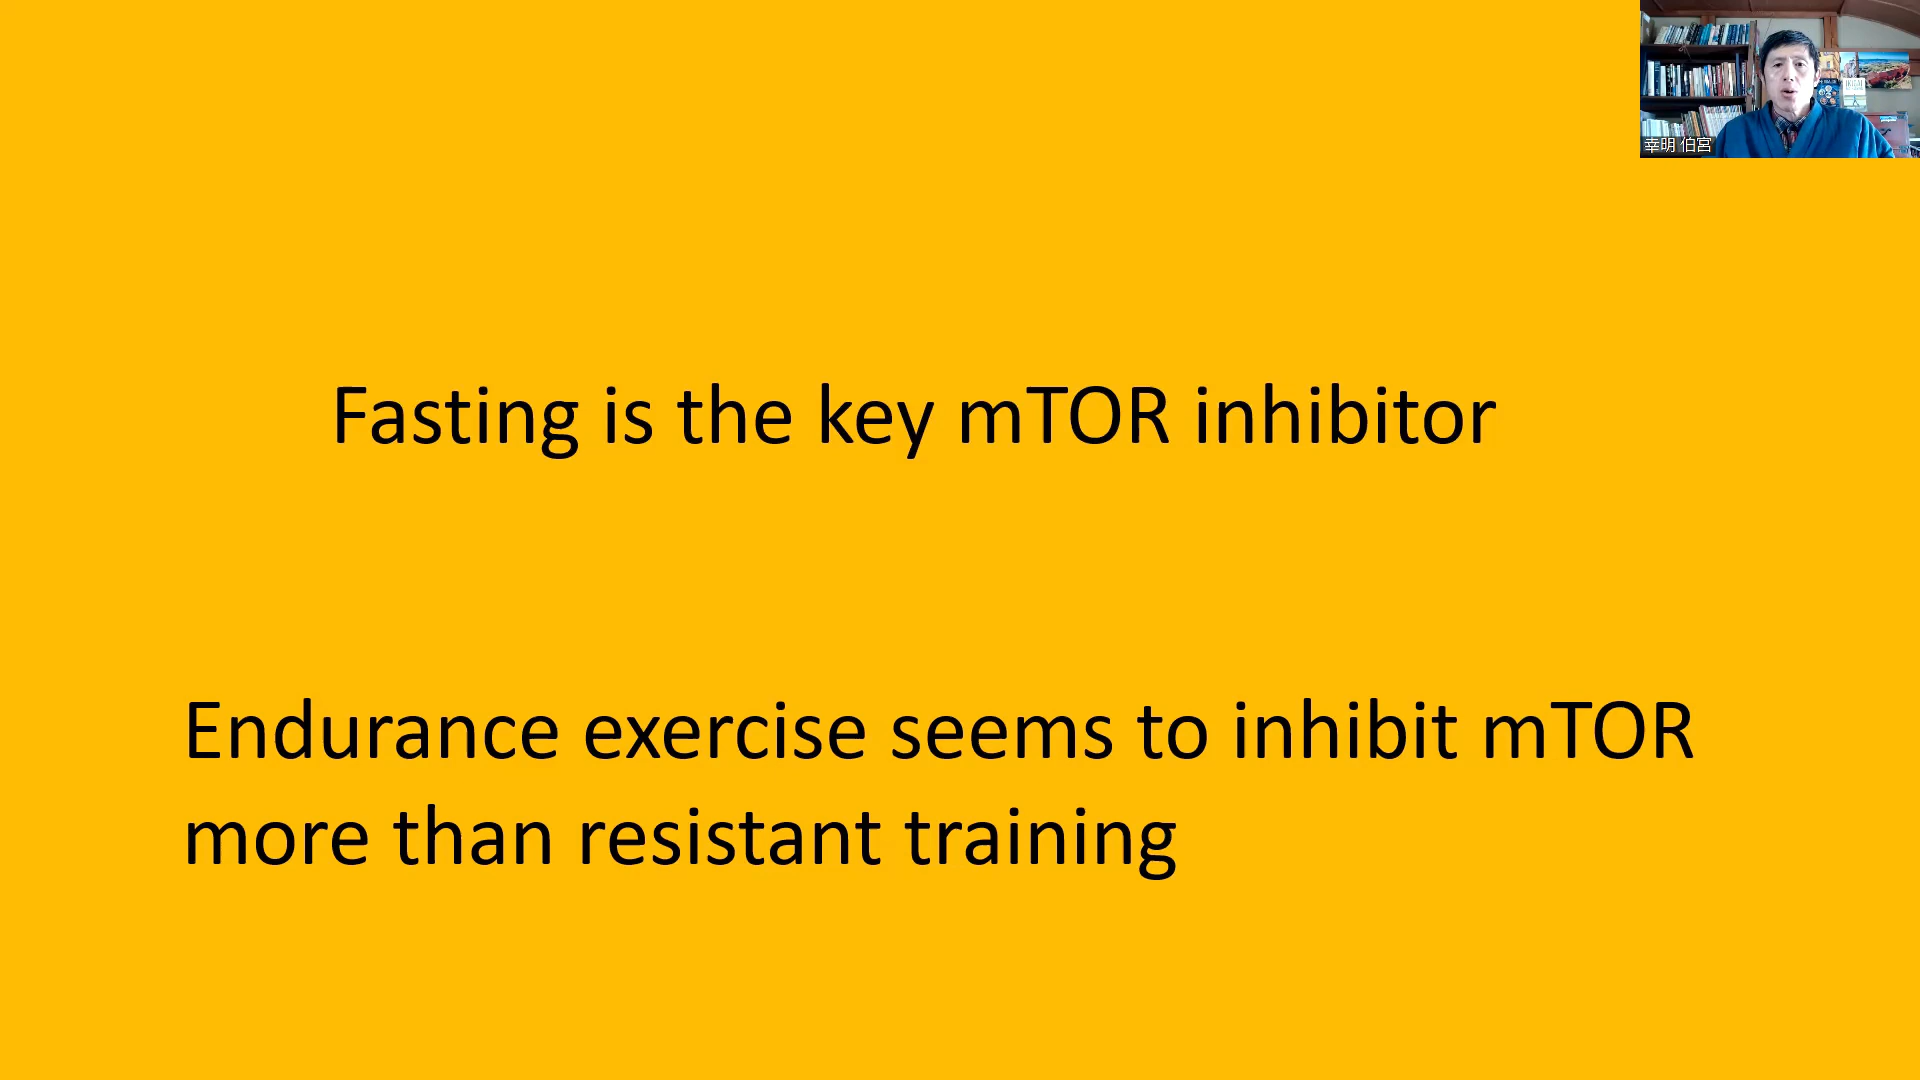 幸明 伯宮
Fasting is the key mTOR inhibitor
Endurance exercise seems to inhibit mTOR
more than resistant training